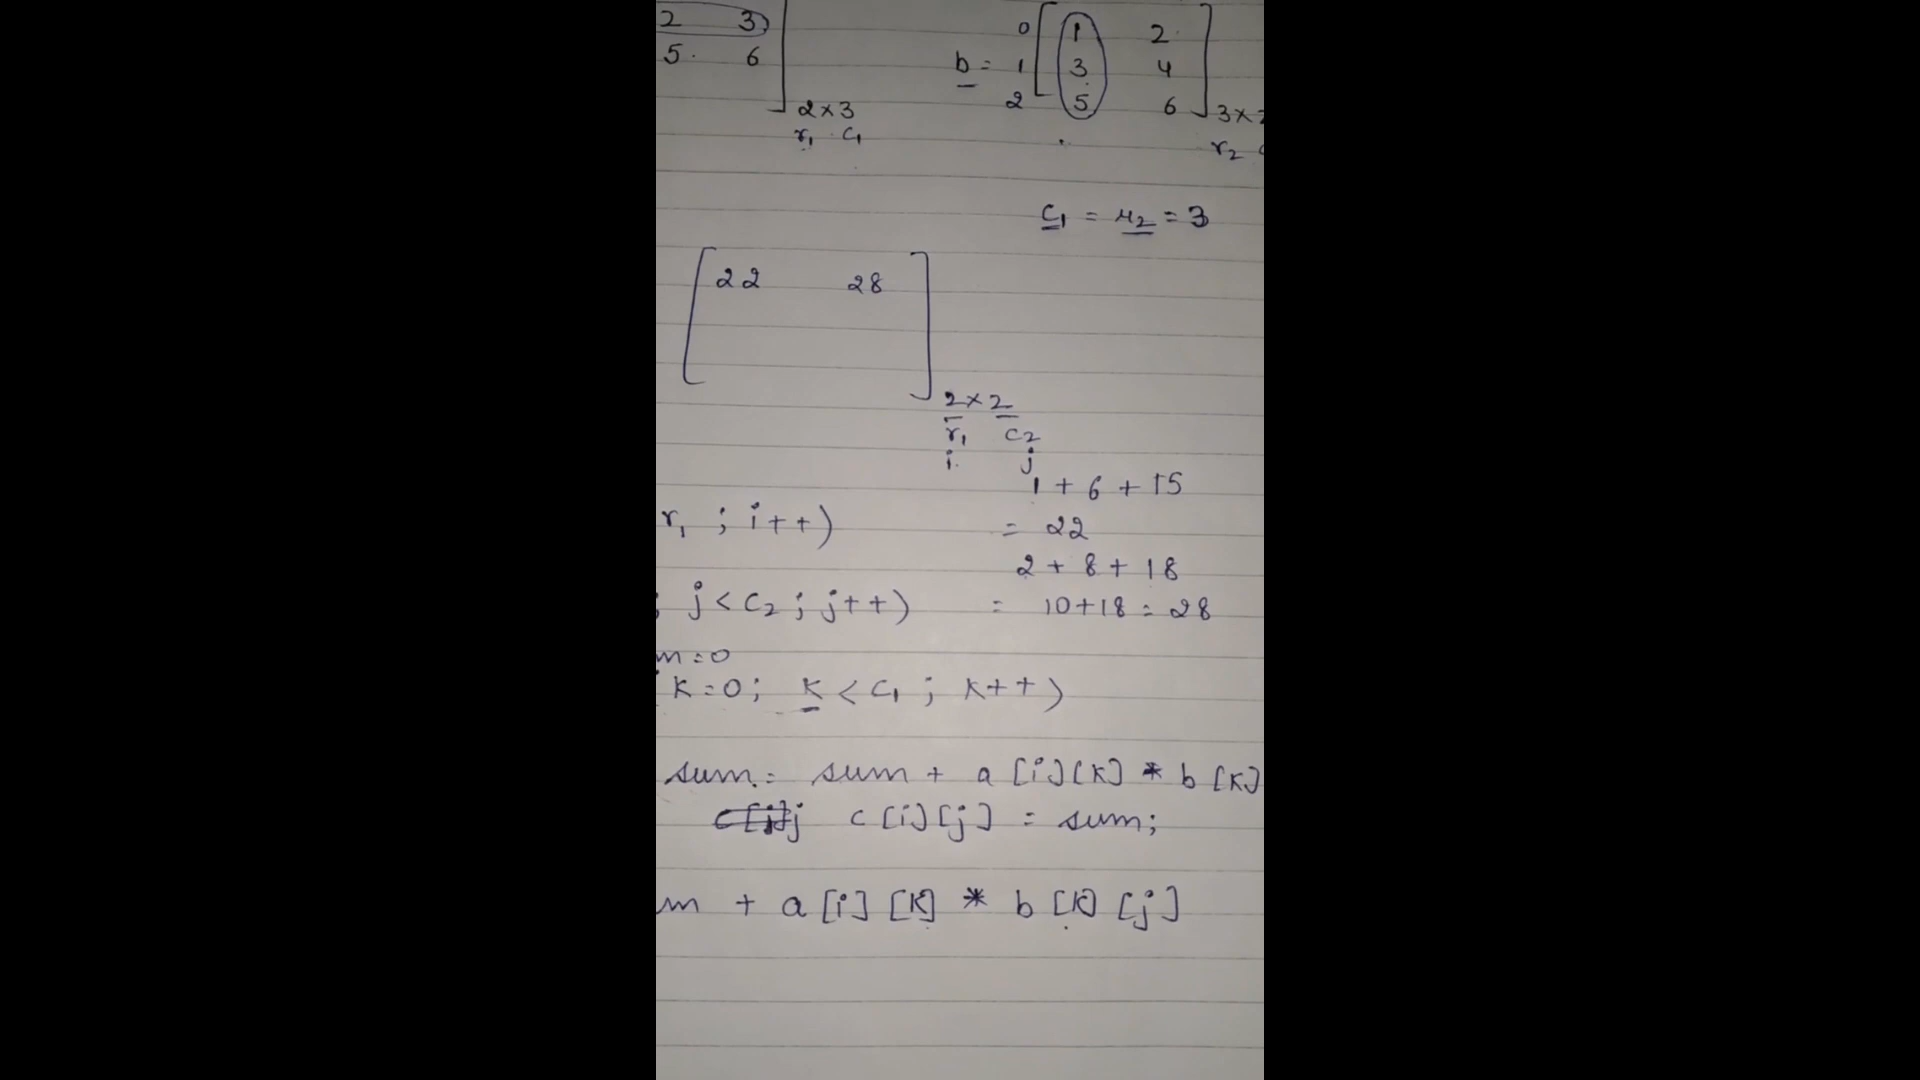 2 3
5. 6
2 × 3
r1 c1
0 1 2
b = 1 3 4
2 5 6
3 ×
r2
c1 = r2 = 3
22 28
2 × 2
r1 c2
i j
1 + 6 + 15
r1 ; i++)
= 22
2 + 8 + 18
; j < c2 ; j++)
= 10 + 18 = 28
m = 0
k = 0 ; k < c1 ; k++)
sum = sum + a [i] [k] * b [k]
c [i] [j] = sum;
m + a [i] [k] * b [k] [j]